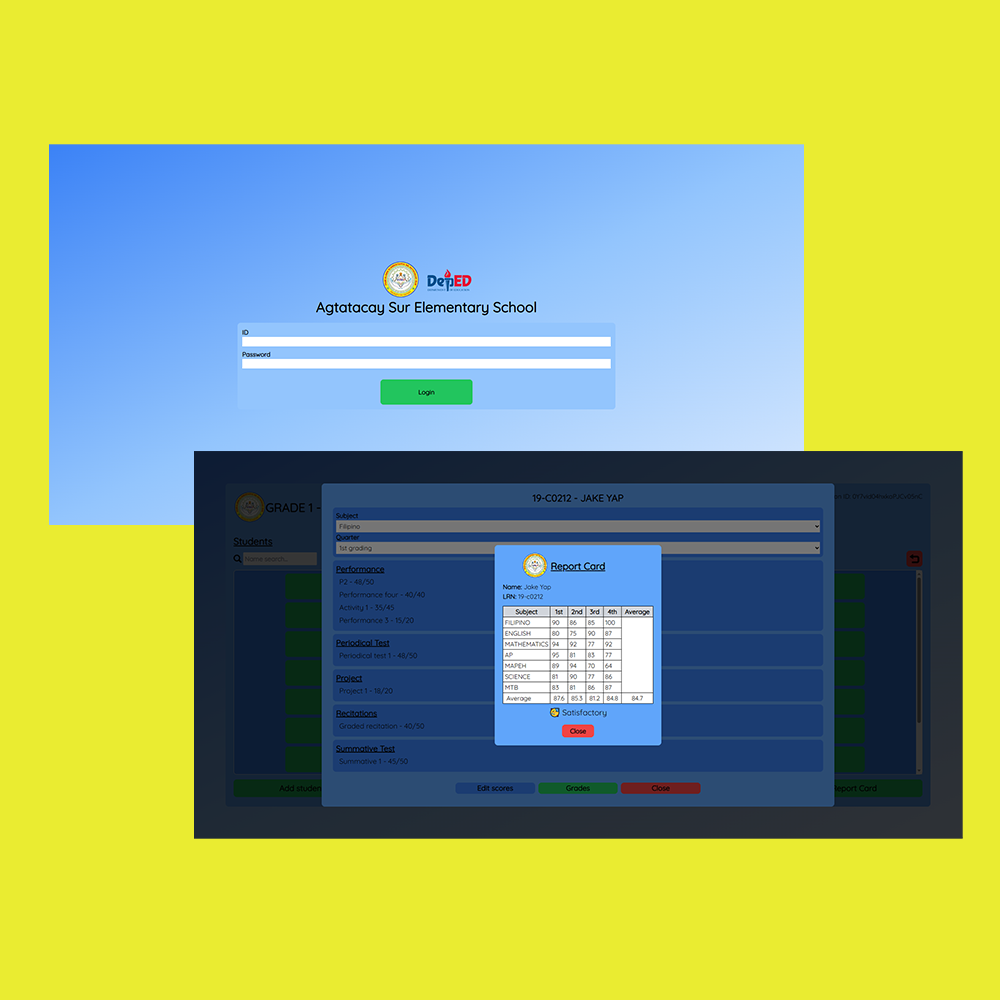 DepED
Agtatacay Sur Elementary School
ID
Password
Login
GRADE 1 -
19-C0212 - JAKE YAP
Students
Name search...
Subject
Filipino
Quarter
1st grading
Performance
P2 - 48/50
Performance four - 40/40
Activity 1 - 35/45
Performance 3 - 15/20
Periodical Test
Periodical test 1 - 48/50
Project
Project 1 - 18/20
Recitations
Graded recitation - 40/50
Summative Test
Summative 1 - 45/50
Report Card
Name: Jake Yap
LRN: 19-c0212
Subject 1st 2nd 3rd 4th Average
FILIPINO 90 86 85 100
ENGLISH 80 75 90 87
MATHEMATICS 94 92 77 92
AP 95 81 83 77
MAPEH 89 94 70 64
SCIENCE 81 90 77 86
MTB 83 81 86 87
Average 87.6 85.3 81.2 84.8 84.7
Satisfactory
Close
Add studen
Edit scores
Grades
Close
Report Card